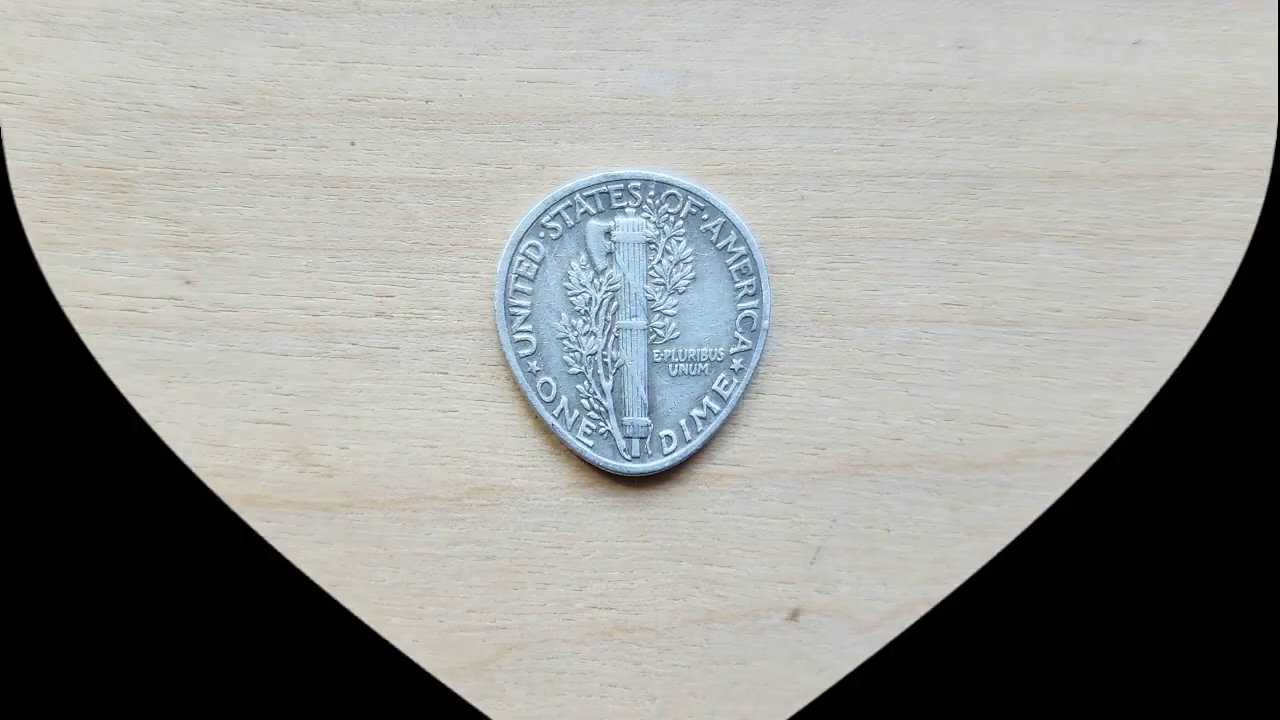 UNITED·STATES·OF·AMERICA
E·PLURIBUS
UNUM
★ONE DIME★